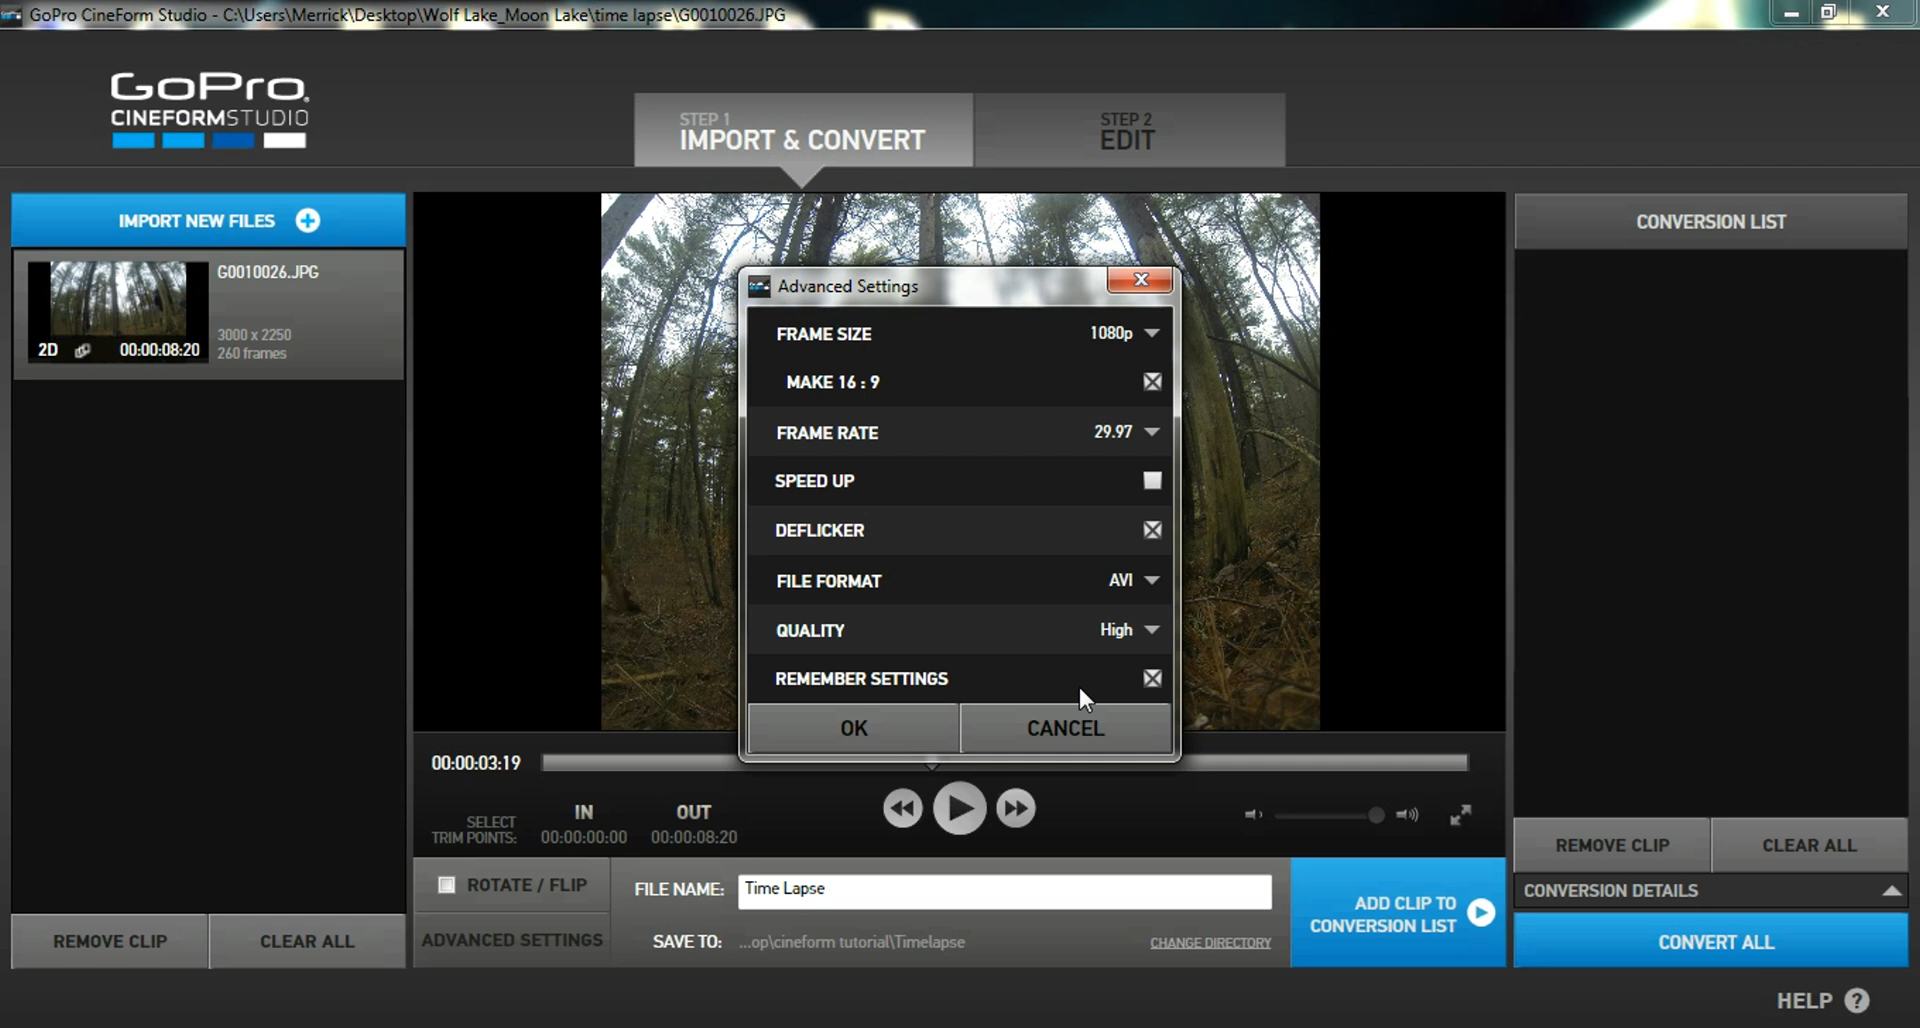 GoPro CineForm Studio - C:\Users\Merrick\Desktop\Wolf Lake_Moon Lake\time lapse\G0010026.JPG
GoPro
CINEFORMSTUDIO
STEP 1
IMPORT & CONVERT
STEP 2
EDIT
IMPORT NEW FILES
G0010026.JPG
3000 x 2250
260 frames
2D 00:00:08:20
REMOVE CLIP
CLEAR ALL
Advanced Settings
FRAME SIZE 1080p
MAKE 16 : 9
FRAME RATE 29.97
SPEED UP
DEFLICKER
FILE FORMAT AVI
QUALITY High
REMEMBER SETTINGS
OK
CANCEL
00:00:03:19
SELECT
TRIM POINTS:
IN
00:00:00:00
OUT
00:00:08:20
ROTATE / FLIP
ADVANCED SETTINGS
FILE NAME: Time Lapse
SAVE TO: ...op\cineform tutorial\Timelapse
CHANGE DIRECTORY
ADD CLIP TO
CONVERSION LIST
CONVERSION LIST
REMOVE CLIP
CLEAR ALL
CONVERSION DETAILS
CONVERT ALL
HELP ?